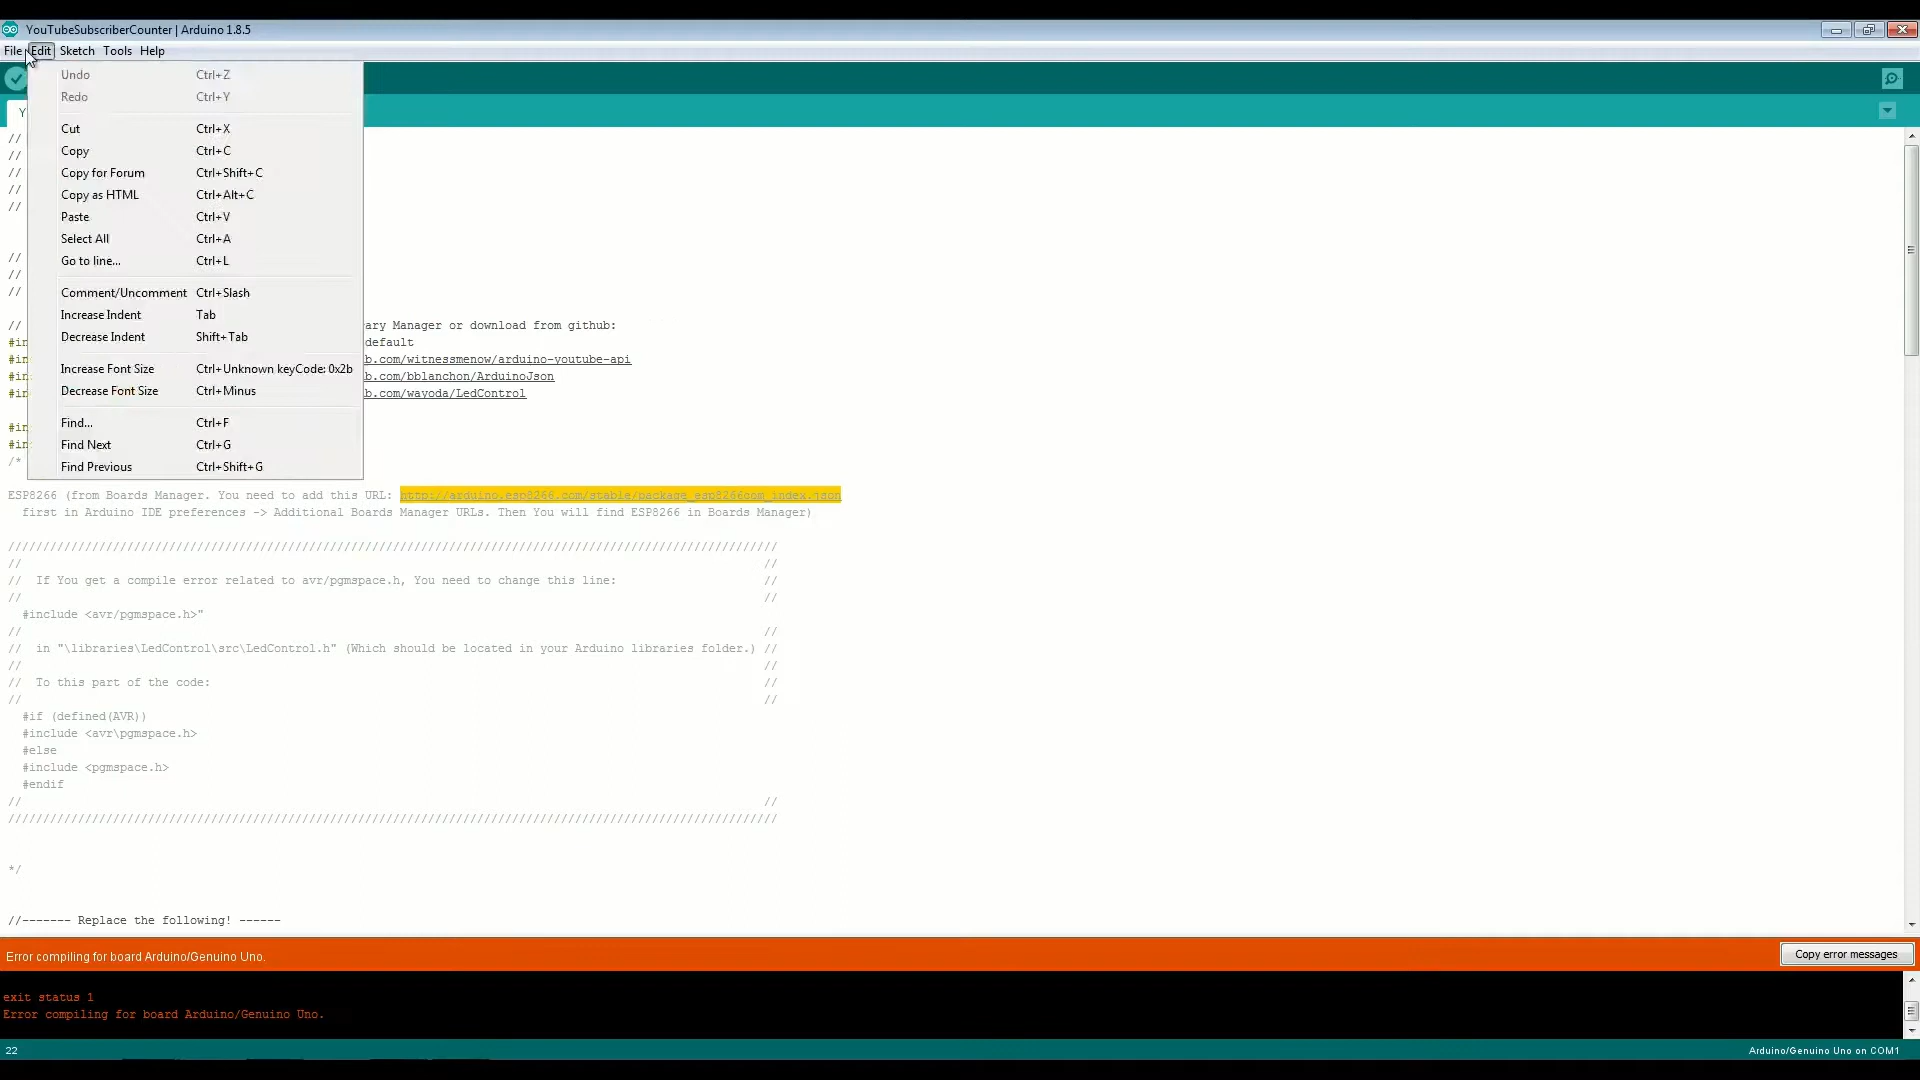 YouTubeSubscriberCounter | Arduino 1.8.5
File Edit Sketch Tools Help
Undo Ctrl+Z
Redo Ctrl+Y
Cut Ctrl+X
Copy Ctrl+C
Copy for Forum Ctrl+Shift+C
Copy as HTML Ctrl+Alt+C
Paste Ctrl+V
Select All Ctrl+A
Go to line... Ctrl+L
Comment/Uncomment Ctrl+Slash
Increase Indent Tab
Decrease Indent Shift+Tab
Increase Font Size Ctrl+Unknown keyCode: 0x2b
Decrease Font Size Ctrl+Minus
Find... Ctrl+F
Find Next Ctrl+G
Find Previous Ctrl+Shift+G
Y
//
//
//
//
//
//
//
//
// ary Manager or download from github:
#in default
#in b.com/witnessmenow/arduino-youtube-api
#in b.com/bblanchon/ArduinoJson
#in b.com/wayoda/LedControl
#in
#in
/*
ESP8266 (from Boards Manager. You need to add this URL: http://arduino.esp8266.com/stable/package_esp8266com_index.json
first in Arduino IDE preferences -> Additional Boards Manager URLs. Then You will find ESP8266 in Boards Manager)
//////////////////////////////////////////////////////////////////////////////////////////////////////////////
// //
// If You get a compile error related to avr/pgmspace.h, You need to change this line: //
// //
#include <avr/pgmspace.h>"
// //
// in "\libraries\LedControl\src\LedControl.h" (Which should be located in your Arduino libraries folder.) //
// //
// To this part of the code: //
// //
#if (defined(AVR))
#include <avr\pgmspace.h>
#else
#include <pgmspace.h>
#endif
// //
//////////////////////////////////////////////////////////////////////////////////////////////////////////////
*/
//------- Replace the following! ------
Error compiling for board Arduino/Genuino Uno.
Copy error messages
exit status 1
Error compiling for board Arduino/Genuino Uno.
22
Arduino/Genuino Uno on COM1